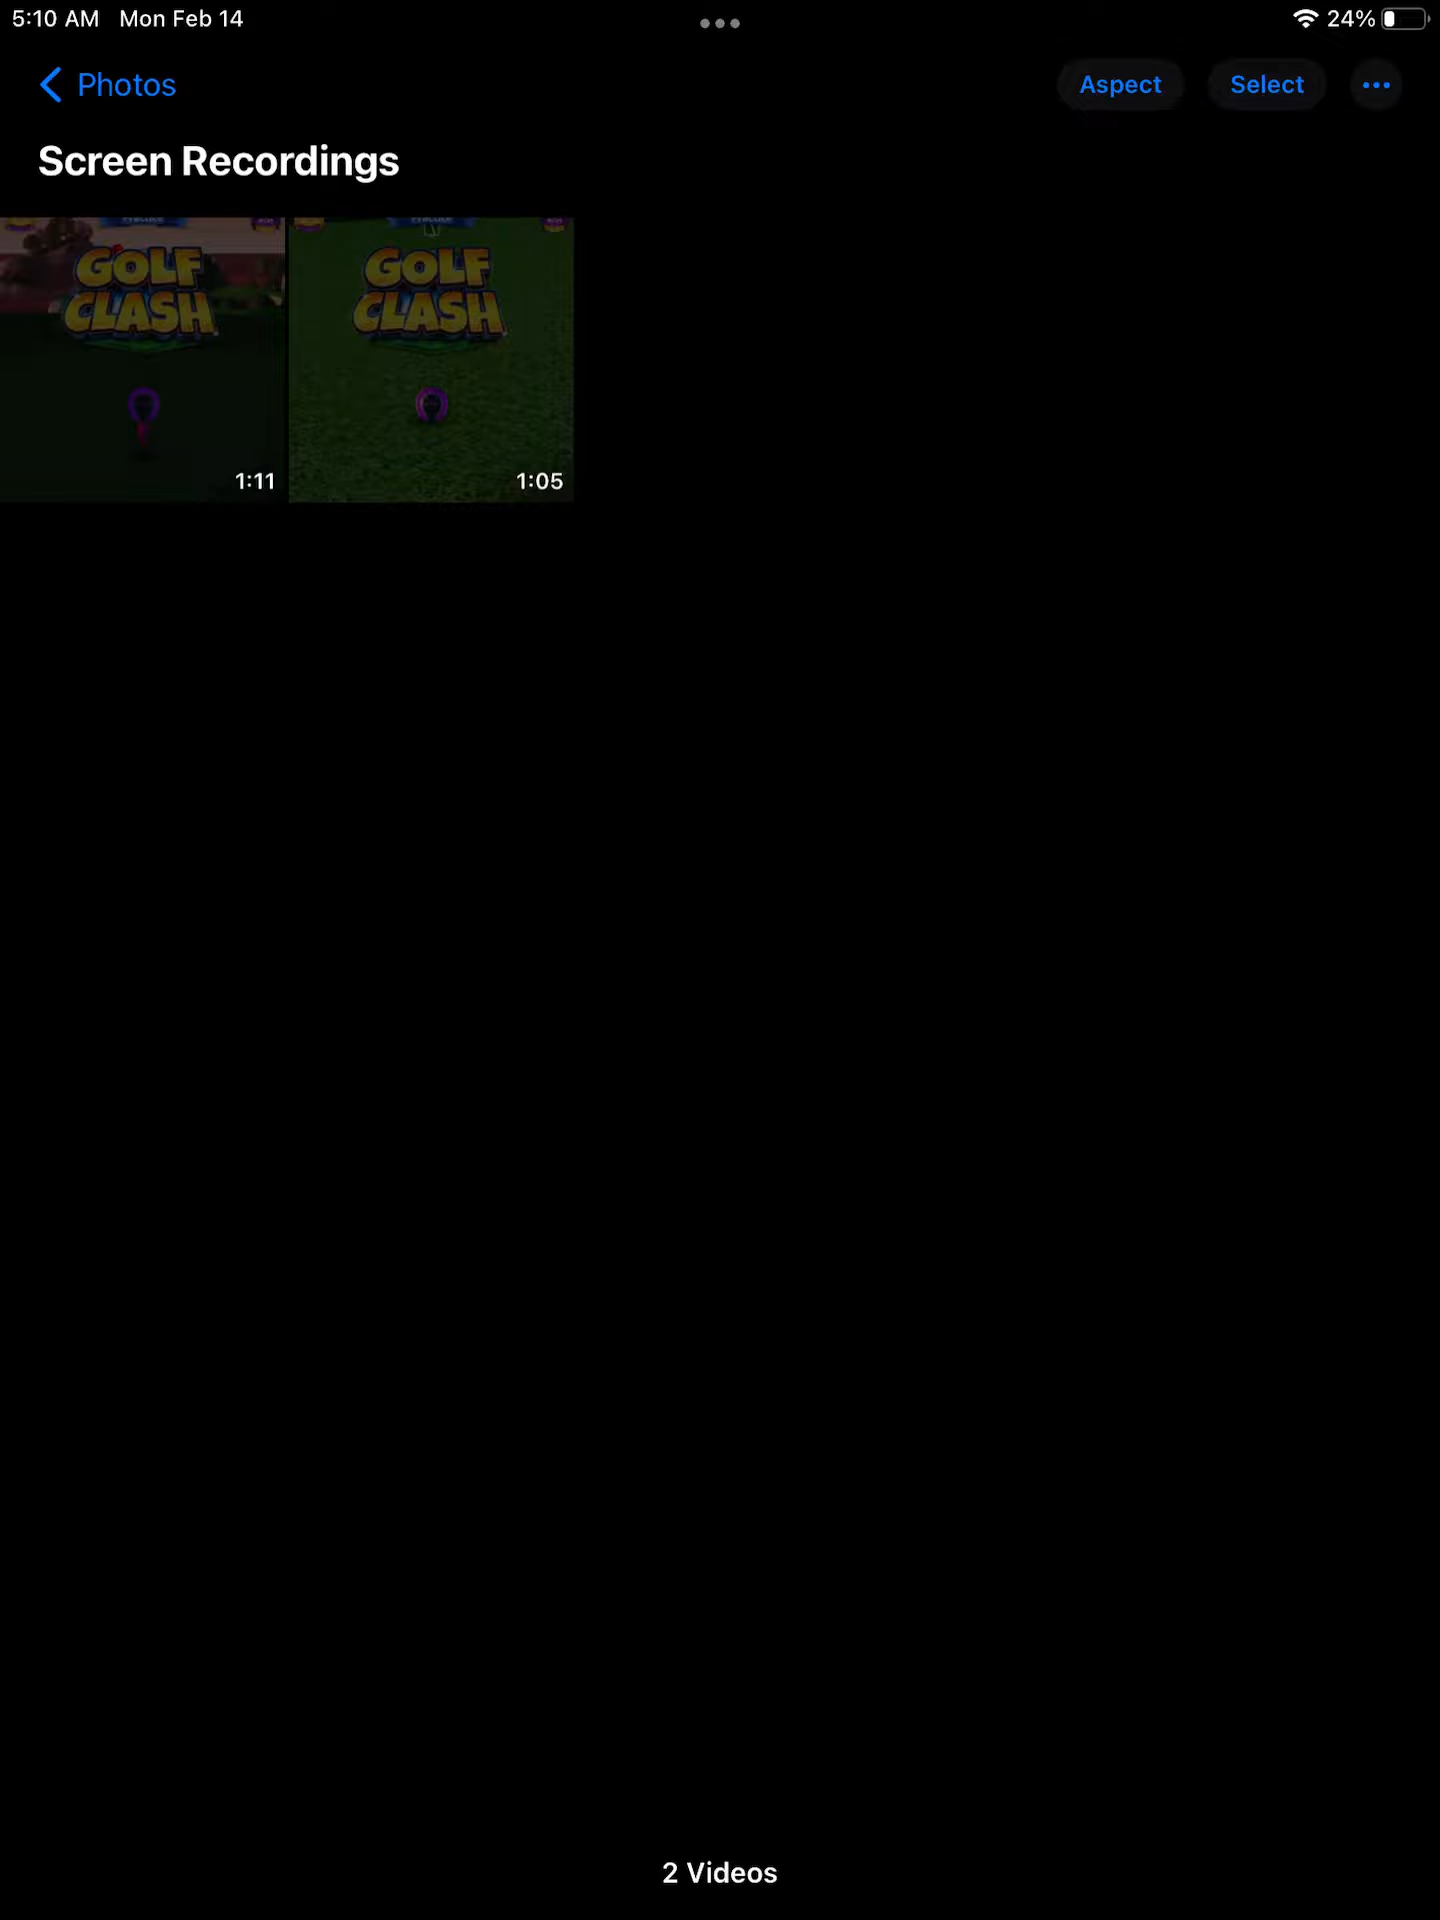 5:10 AM Mon Feb 14
24%
Photos
Aspect
Select
Screen Recordings
GOLF
CLASH
1:11
GOLF
CLASH
1:05
2 Videos